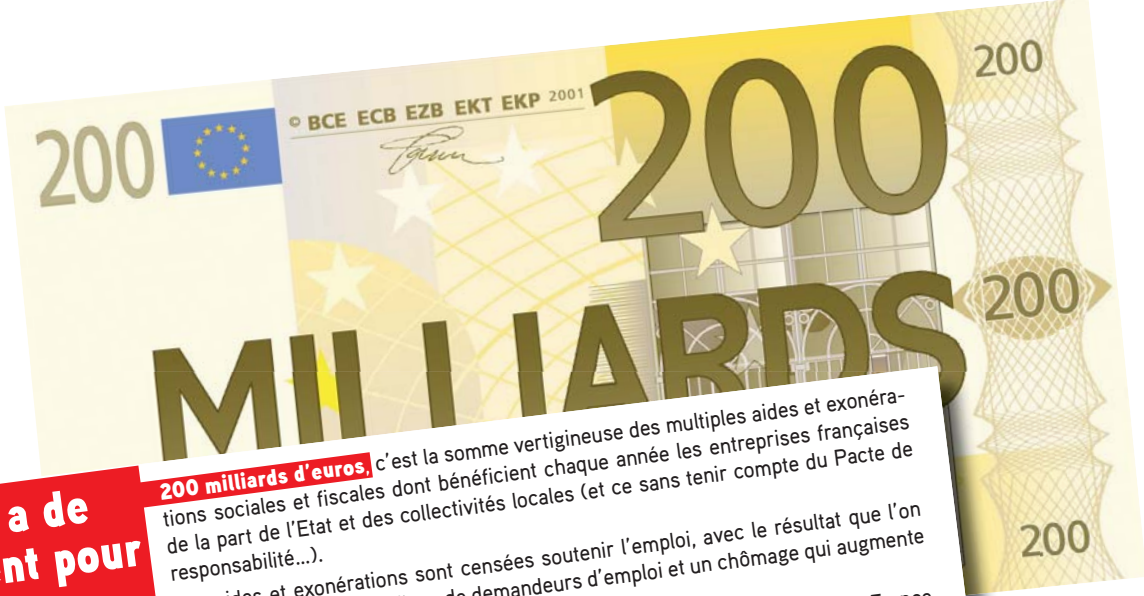 200
© BCE ECB EZB EKT EKP 2001
200
200
MILLIARDS
200
200
a de
pour
200 milliards d'euros, c'est la somme vertigineuse des multiples aides et exonéra-
tions sociales et fiscales dont bénéficient chaque année les entreprises françaises
de la part de l'Etat et des collectivités locales (et ce sans tenir compte du Pacte de
responsabilité...).
et exonérations sont censées soutenir l'emploi, avec le résultat que l'on
de demandeurs d'emploi et un chômage qui augmente